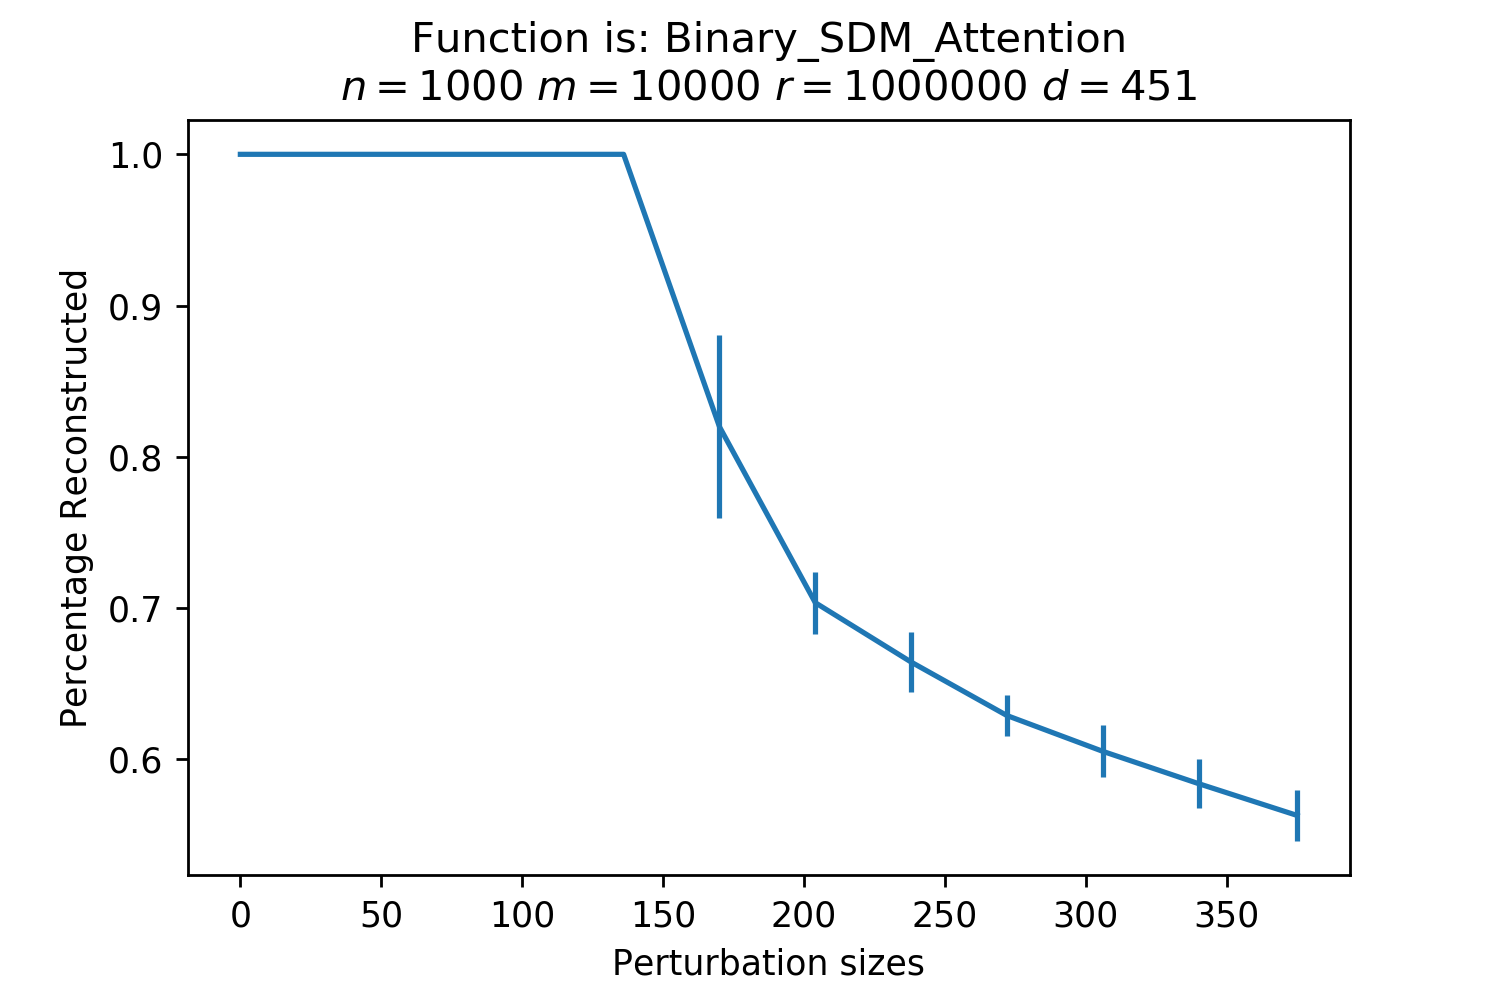 Function is: Binary_SDM_Attention
n = 1000 m = 10000 r = 1000000 d = 451
Percentage Reconstructed
1.0
0.9
0.8
0.7
0.6
0 50 100 150 200 250 300 350
Perturbation sizes